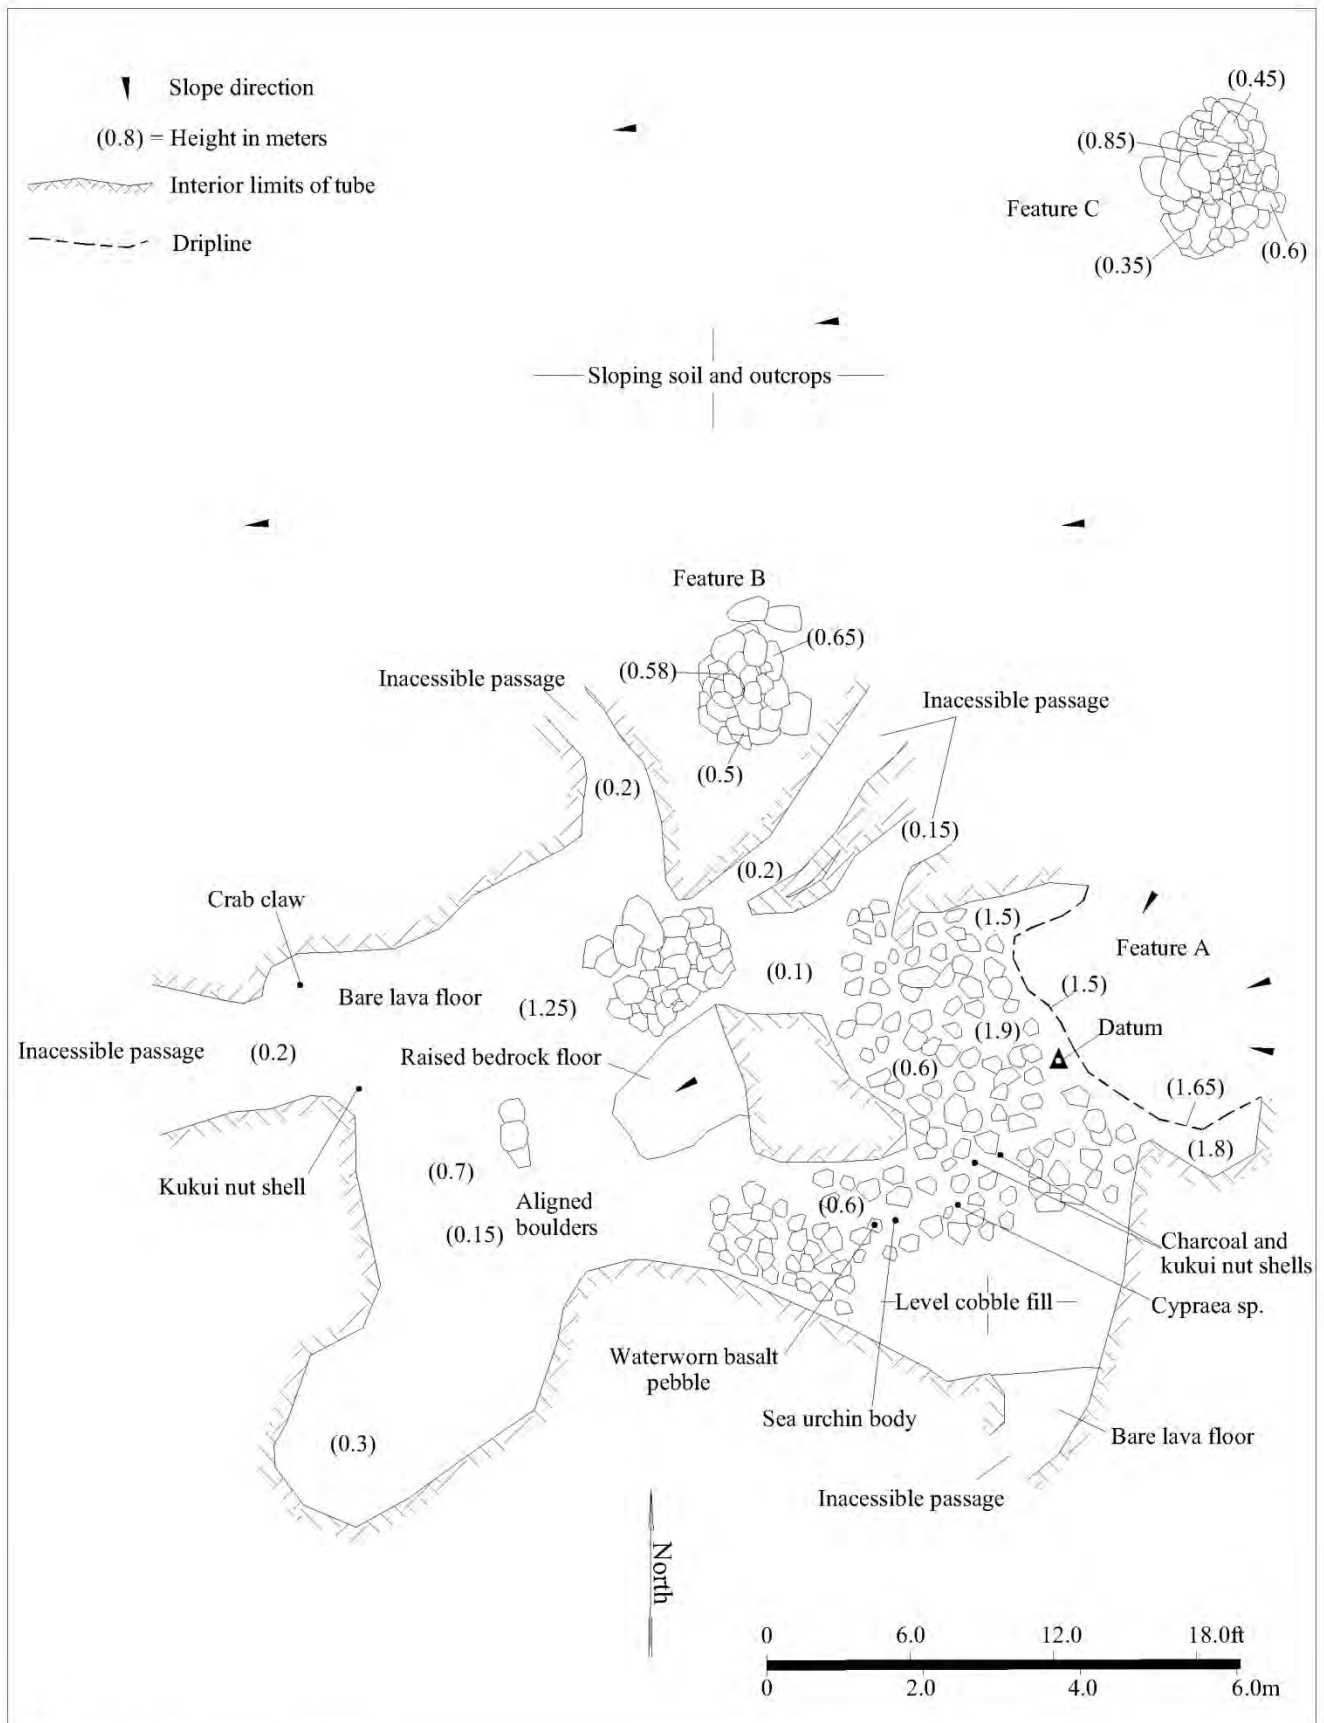 Slope direction
(0.8) = Height in meters
Interior limits of tube
Dripline
(0.45)
(0.85)
Feature C
(0.6)
(0.35)
Sloping soil and outcrops
Feature B
(0.65)
(0.58)
Inacessible passage
Inacessible passage
(0.5)
(0.2)
(0.15)
(0.2)
Crab claw
(1.5)
Feature A
(0.1)
(1.5)
Bare lava floor
(1.25)
(1.9)
Datum
Inacessible passage
(0.2)
Raised bedrock floor
(0.6)
(1.65)
(1.8)
Kukui nut shell
(0.7)
Aligned
boulders
(0.6)
(0.15)
Charcoal and
kukui nut shells
Level cobble fill
Cypraea sp.
Waterworn basalt
pebble
Sea urchin body
(0.3)
Bare lava floor
Inacessible passage
North
0 6.0 12.0 18.0ft
0 2.0 4.0 6.0m